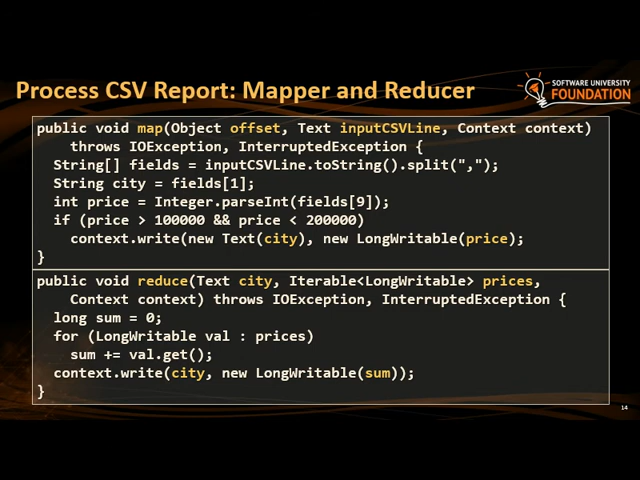 Process CSV Report: Mapper and Reducer
SOFTWARE UNIVERSITY
FOUNDATION
public void map(Object offset, Text inputCSVLine, Context context)
throws IOException, InterruptedException {
String[] fields = inputCSVLine.toString().split(",");
String city = fields[1];
int price = Integer.parseInt(fields[9]);
if (price > 100000 && price < 200000)
context.write(new Text(city), new LongWritable(price);
}
public void reduce(Text city, Iterable<LongWritable> prices,
Context context) throws IOException, InterruptedException {
long sum = 0;
for (LongWritable val : prices)
sum += val.get();
context.write(city, new LongWritable(sum));
}
14